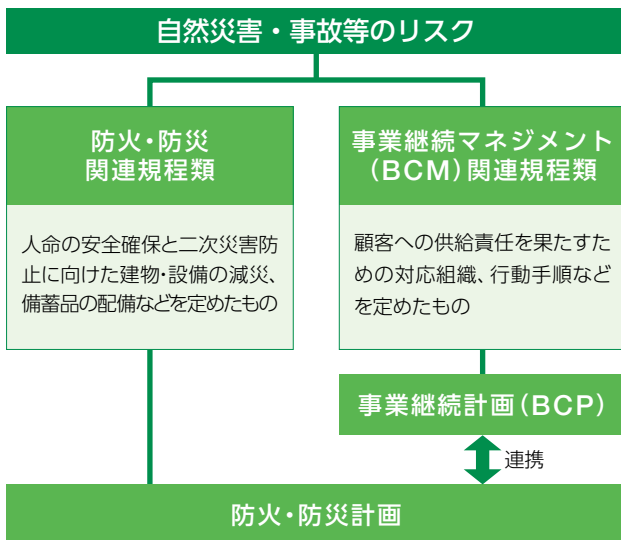 自然災害・事故等のリスク
防火・防災
関連規程類
人命の安全確保と二次災害防
止に向けた建物・設備の減災、
備蓄品の配備などを定めたもの
事業継続マネジメント
（BCM）関連規程類
顧客への供給責任を果たすた
めの対応組織、行動手順など
を定めたもの
事業継続計画（BCP）
連携
防火・防災計画